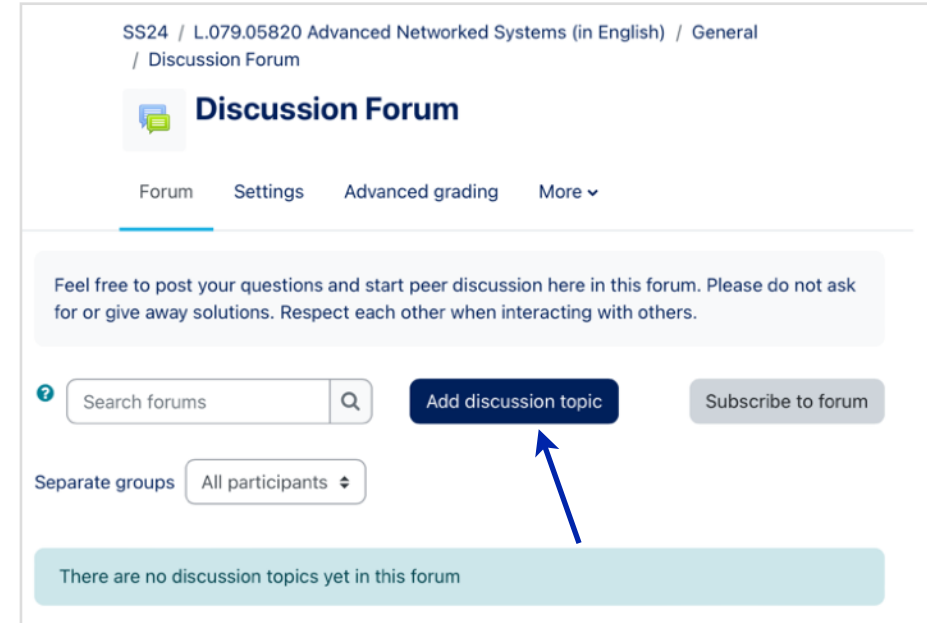 SS24 / L.079.05820 Advanced Networked Systems (in English) / General
/ Discussion Forum
Discussion Forum
Forum Settings Advanced grading More
Feel free to post your questions and start peer discussion here in this forum. Please do not ask
for or give away solutions. Respect each other when interacting with others.
? Search forums Add discussion topic Subscribe to forum
Separate groups All participants
There are no discussion topics yet in this forum